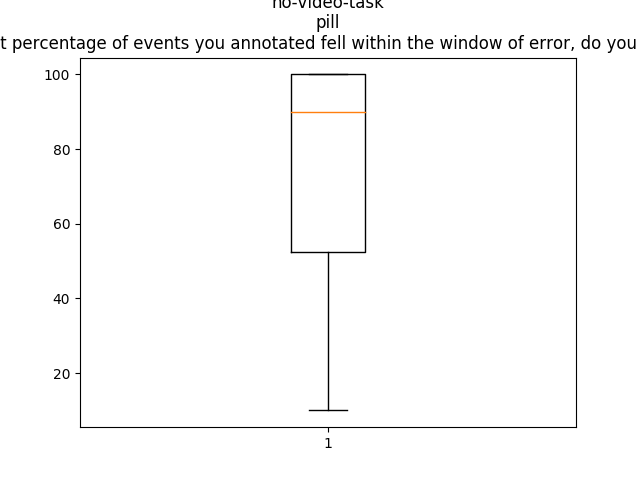 no-video-task
pill
t percentage of events you annotated fell within the window of error, do you
100
80
60
40
20
1